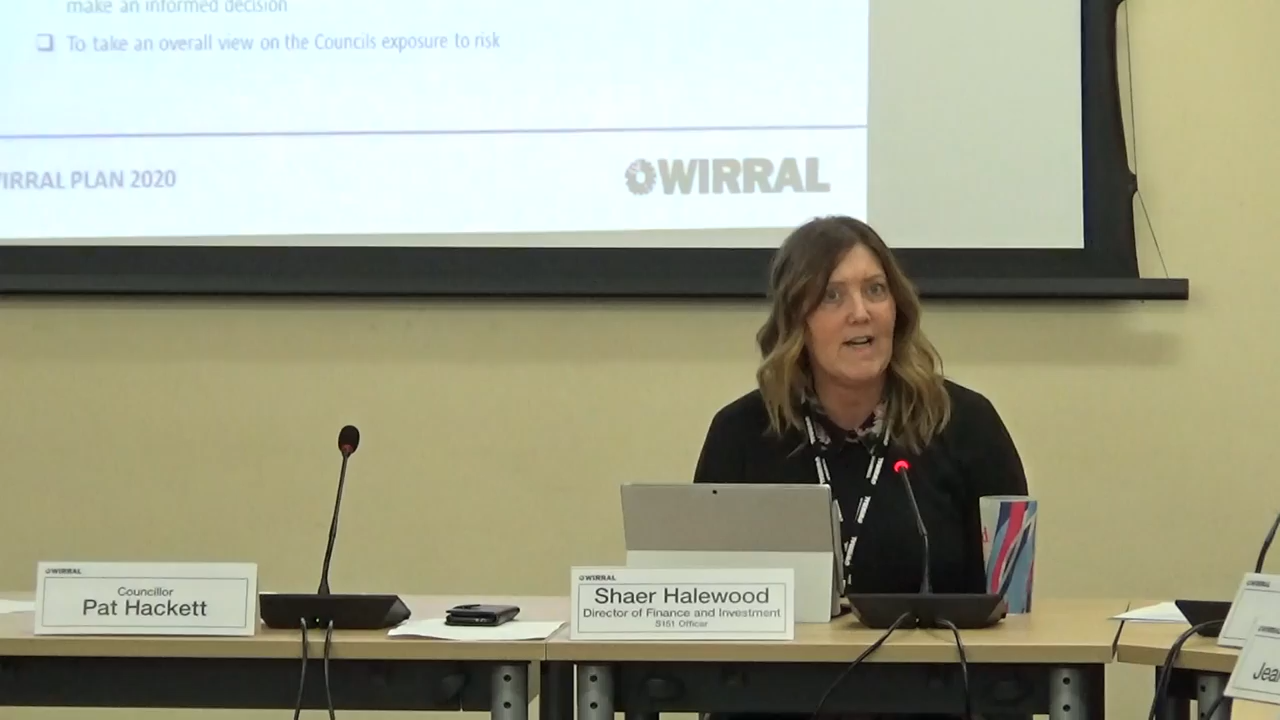 make an informed decision
To take an overall view on the Councils exposure to risk
WIRRAL PLAN 2020
WIRRAL
WIRRAL
Councillor
Pat Hackett
WIRRAL
Shaer Halewood
Director of Finance and Investment
S151 Officer